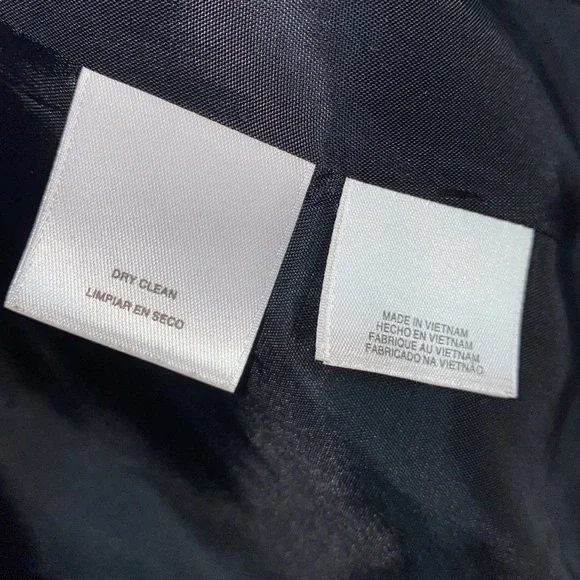 DRY CLEAN
LIMPIAR EN SECO
MADE IN VIETNAM
HECHO EN VIETNAM
FABRIQUE AU VIETNAM
FABRICADO NA VIETNÃO